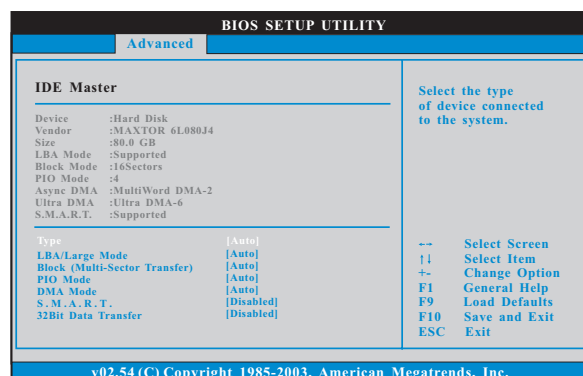 BIOS SETUP UTILITY
Advanced
IDE Master
Device :Hard Disk
Vendor :MAXTOR 6L080J4
Size :80.0 GB
LBA Mode :Supported
Block Mode :16Sectors
PIO Mode :4
Async DMA :MultiWord DMA-2
Ultra DMA :Ultra DMA-6
S.M.A.R.T. :Supported
Type [Auto]
LBA/Large Mode [Auto]
Block (Multi-Sector Transfer) [Auto]
PIO Mode [Auto]
DMA Mode [Auto]
S.M.A.R.T. [Disabled]
32Bit Data Transfer [Disabled]
Select the type
of device connected
to the system.
←→ Select Screen
↑↓ Select Item
+- Change Option
F1 General Help
F9 Load Defaults
F10 Save and Exit
ESC Exit
v02.54 (C) Copyright 1985-2003, American Megatrends, Inc.